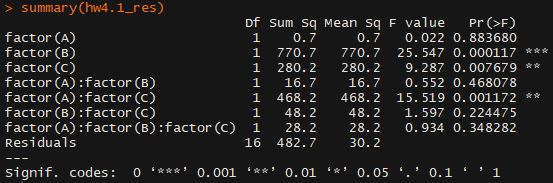 > summary(hw4.1_res)
                              Df Sum Sq Mean Sq F value   Pr(>F)
factor(A)                      1    0.7     0.7   0.022 0.883680
factor(B)                      1  770.7   770.7  25.547 0.000117 ***
factor(C)                      1  280.2   280.2   9.287 0.007679 **
factor(A):factor(B)            1   16.7    16.7   0.552 0.468078
factor(A):factor(C)            1  468.2   468.2  15.519 0.001172 **
factor(B):factor(C)            1   48.2    48.2   1.597 0.224475
factor(A):factor(B):factor(C)  1   28.2    28.2   0.934 0.348282
Residuals                     16  482.7    30.2
---
Signif. codes:  0 ‘***’ 0.001 ‘**’ 0.01 ‘*’ 0.05 ‘.’ 0.1 ‘ ’ 1